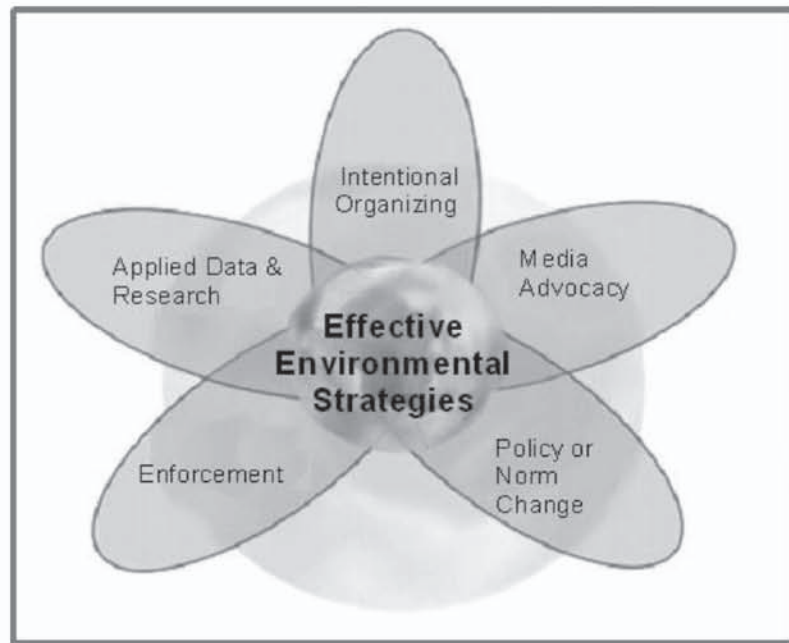 Intentional
Organizing
Applied Data &
Research
Media
Advocacy
Effective
Environmental
Strategies
Enforcement
Policy or
Norm
Change